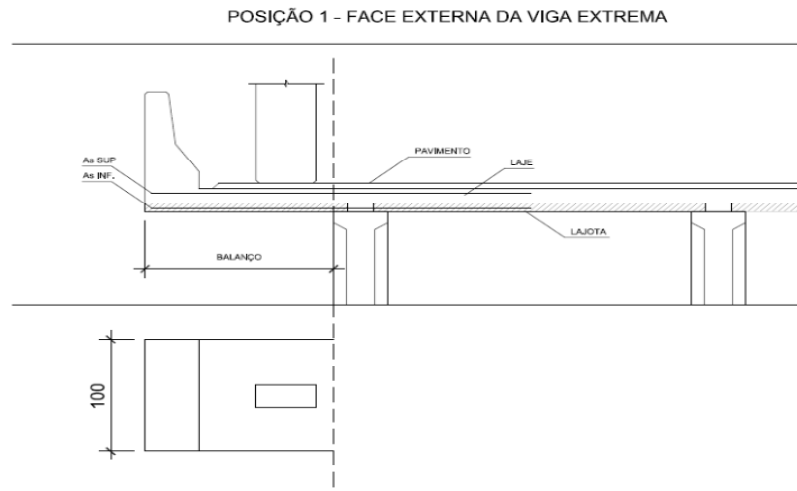 POSIÇÃO 1 - FACE EXTERNA DA VIGA EXTREMA
PAVIMENTO
As SUP
LAJE
As INF.
LAJOTA
BALANÇO
100